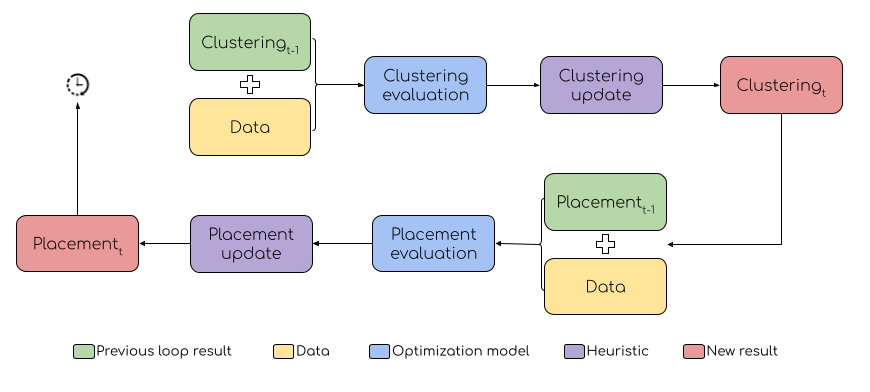 Clustering t-1
Data
Clustering
evaluation
Clustering
update
Clustering t
Placement t-1
Data
Placement
evaluation
Placement
update
Placement t
Previous loop result
Data
Optimization model
Heuristic
New result